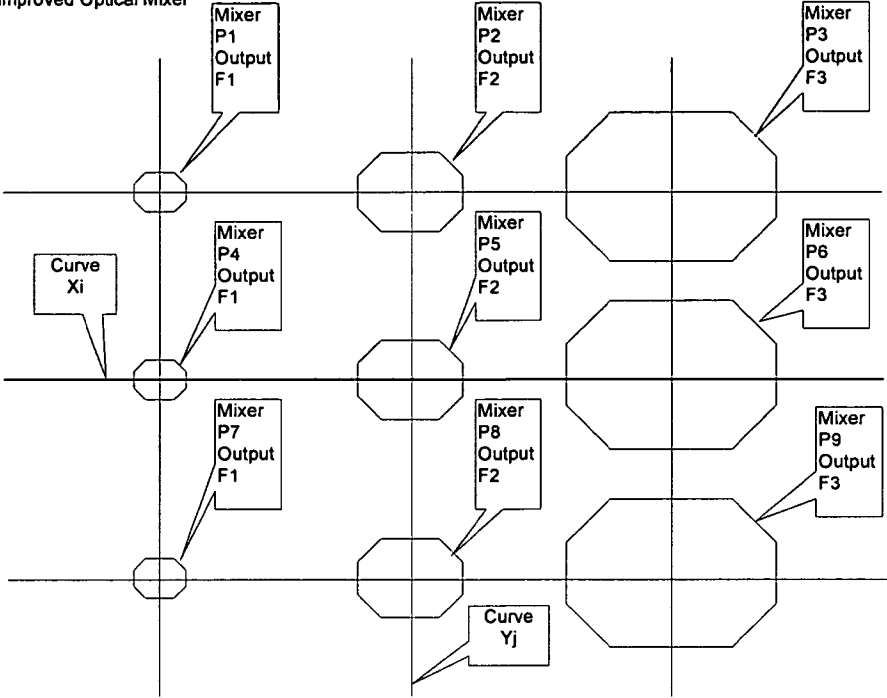 Improved Optical Mixer
Mixer
P1
Output
F1
Mixer
P2
Output
F2
Mixer
P3
Output
F3
Mixer
P4
Output
F1
Mixer
P5
Output
F2
Mixer
P6
Output
F3
Curve
Xi
Mixer
P7
Output
F1
Mixer
P8
Output
F2
Mixer
P9
Output
F3
Curve
Yj